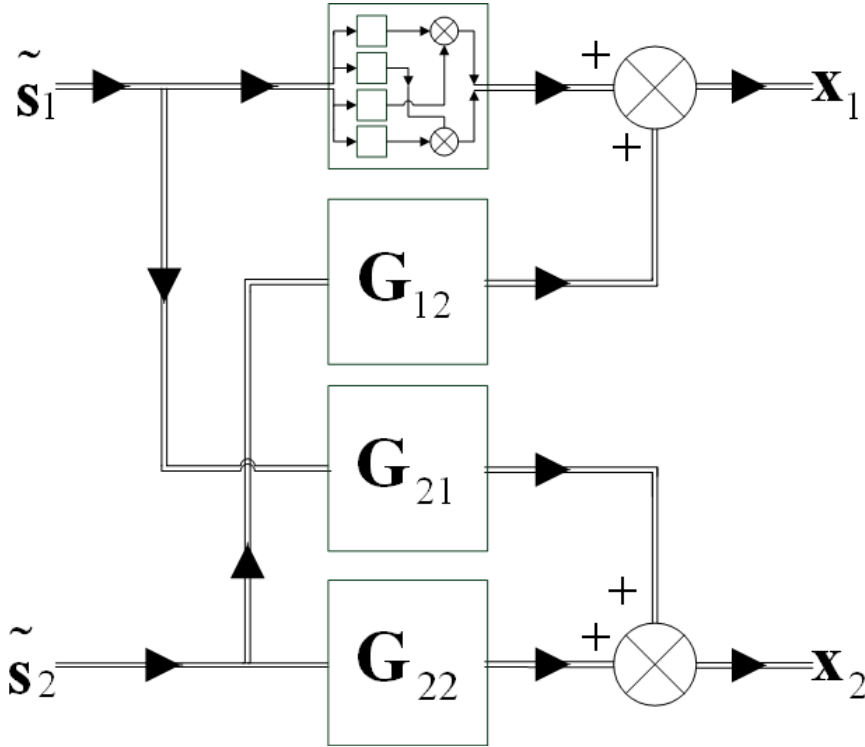 s̃1 + x1
+
G12
G21
+
s̃2 G22 + x2